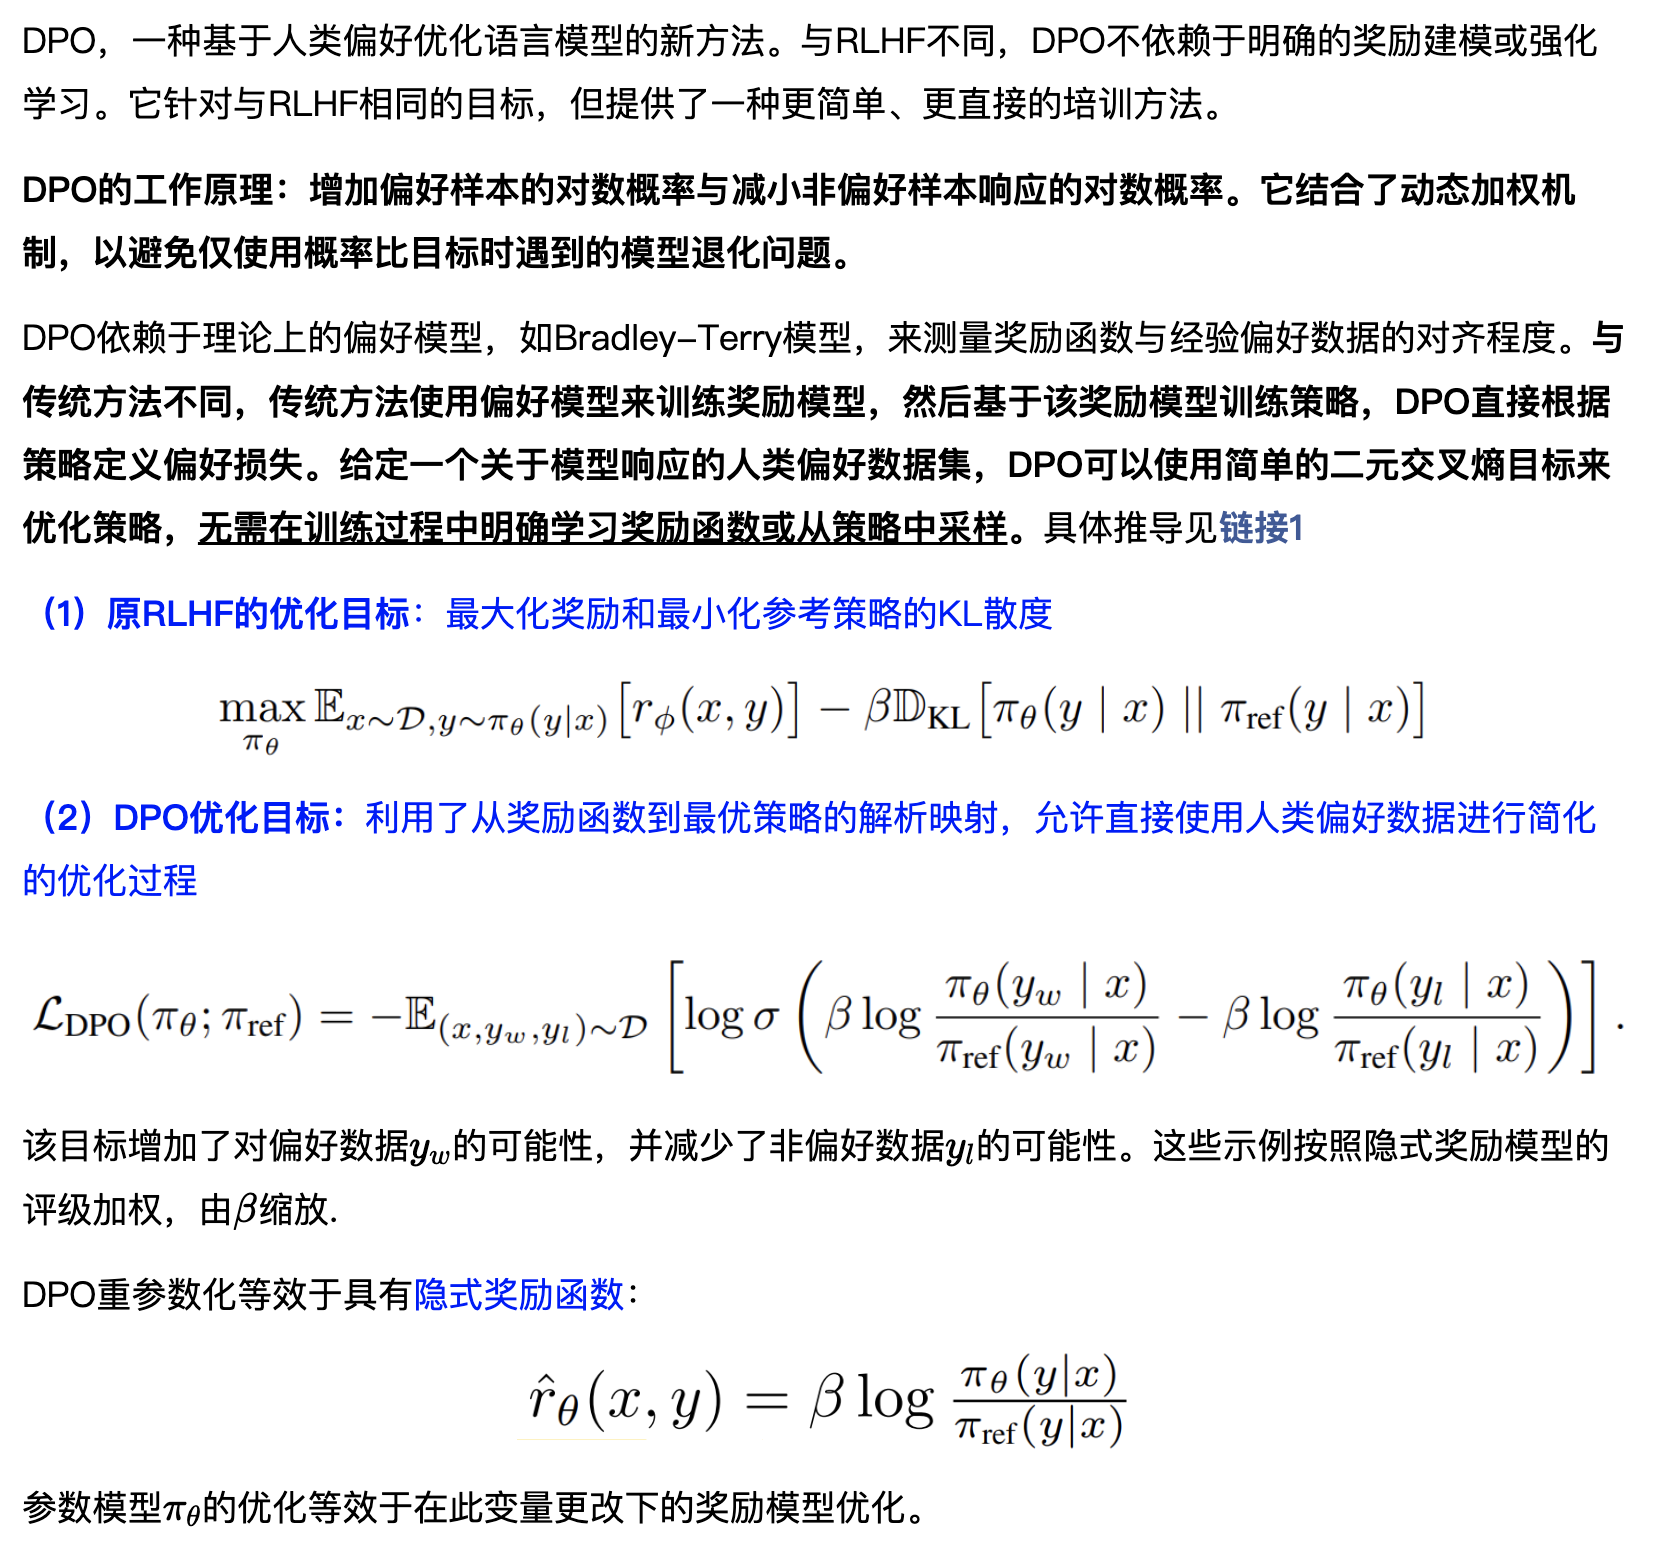 DPO，一种基于人类偏好优化语言模型的新方法。与RLHF不同，DPO不依赖于明确的奖励建模或强化
学习。它针对与RLHF相同的目标，但提供了一种更简单、更直接的培训方法。
DPO的工作原理：增加偏好样本的对数概率与减小非偏好样本响应的对数概率。它结合了动态加权机
制，以避免仅使用概率比目标时遇到的模型退化问题。
DPO依赖于理论上的偏好模型，如Bradley-Terry模型，来测量奖励函数与经验偏好数据的对齐程度。与
传统方法不同，传统方法使用偏好模型来训练奖励模型，然后基于该奖励模型训练策略，DPO直接根据
策略定义偏好损失。给定一个关于模型响应的人类偏好数据集，DPO可以使用简单的二元交叉熵目标来
优化策略，无需在训练过程中明确学习奖励函数或从策略中采样。具体推导见链接1
（1）原RLHF的优化目标：最大化奖励和最小化参考策略的KL散度
$\max_{\pi_\theta} \mathbb{E}_{x\sim\mathcal{D},y\sim\pi_\theta(y|x)}[r_\phi(x,y)] - \beta\mathbb{D}_{\text{KL}}[\pi_\theta(y \mid x) \mid\mid \pi_{\text{ref}}(y \mid x)]$
（2）DPO优化目标：利用了从奖励函数到最优策略的解析映射，允许直接使用人类偏好数据进行简化
的优化过程
$\mathcal{L}_{\text{DPO}}(\pi_\theta; \pi_{\text{ref}}) = -\mathbb{E}_{(x,y_w,y_l)\sim\mathcal{D}}\left[\log\sigma\left(\beta\log\frac{\pi_\theta(y_w \mid x)}{\pi_{\text{ref}}(y_w \mid x)} - \beta\log\frac{\pi_\theta(y_l \mid x)}{\pi_{\text{ref}}(y_l \mid x)}\right)\right].$
该目标增加了对偏好数据$y_w$的可能性，并减少了非偏好数据$y_l$的可能性。这些示例按照隐式奖励模型的
评级加权，由β缩放.
DPO重参数化等效于具有隐式奖励函数：
$\hat{r}_\theta(x,y) = \beta\log\frac{\pi_\theta(y|x)}{\pi_{\text{ref}}(y|x)}$
参数模型$\pi_\theta$的优化等效于在此变量更改下的奖励模型优化。